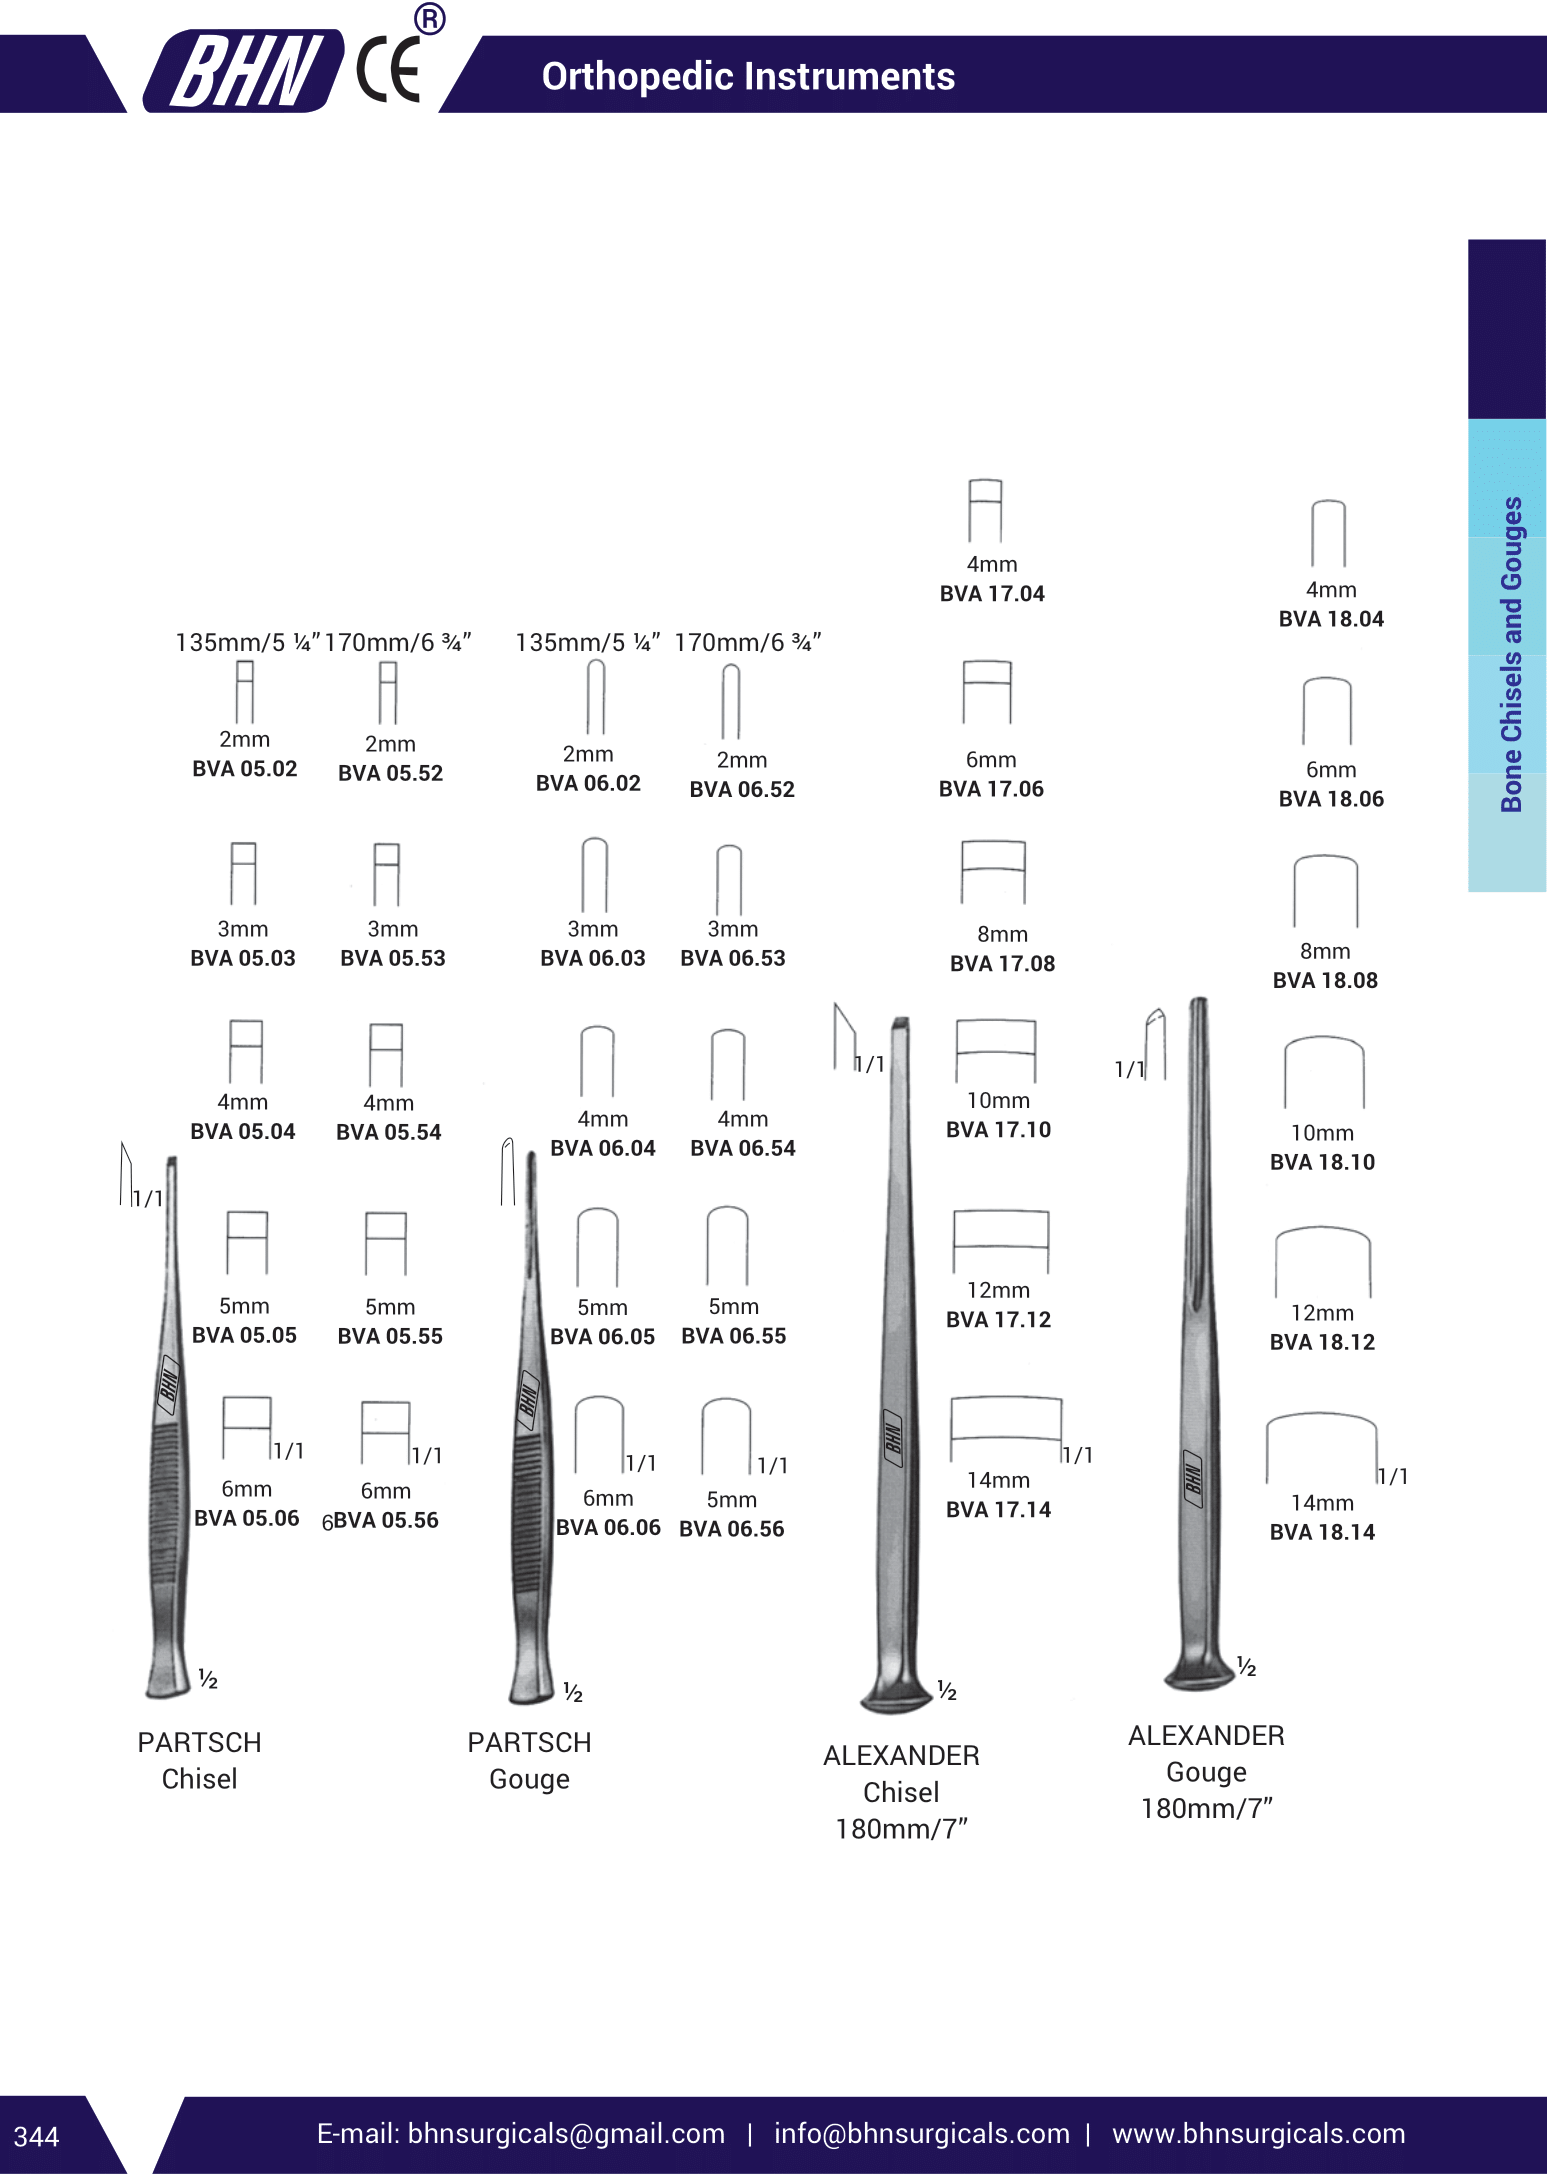 BHN CE ®
Orthopedic Instruments
Bone Chisels and Gouges
135mm/5 ¼” 170mm/6 ¾”
2mm
BVA 05.02
2mm
BVA 05.52
3mm
BVA 05.03
3mm
BVA 05.53
4mm
BVA 05.04
4mm
BVA 05.54
1/1
5mm
BVA 05.05
5mm
BVA 05.55
BHN
1/1
6mm
BVA 05.06
1/1
6mm
6BVA 05.56
½
PARTSCH
Chisel
135mm/5 ¼” 170mm/6 ¾”
2mm
BVA 06.02
2mm
BVA 06.52
3mm
BVA 06.03
3mm
BVA 06.53
4mm
BVA 06.04
4mm
BVA 06.54
5mm
BVA 06.05
5mm
BVA 06.55
BHN
1/1
6mm
BVA 06.06
1/1
5mm
BVA 06.56
½
PARTSCH
Gouge
4mm
BVA 17.04
6mm
BVA 17.06
8mm
BVA 17.08
1/1
10mm
BVA 17.10
12mm
BVA 17.12
BHN
1/1
14mm
BVA 17.14
½
ALEXANDER
Chisel
180mm/7”
4mm
BVA 18.04
6mm
BVA 18.06
8mm
BVA 18.08
1/1
10mm
BVA 18.10
12mm
BVA 18.12
BHN
1/1
14mm
BVA 18.14
½
ALEXANDER
Gouge
180mm/7”
344
E-mail: bhnsurgicals@gmail.com | info@bhnsurgicals.com | www.bhnsurgicals.com